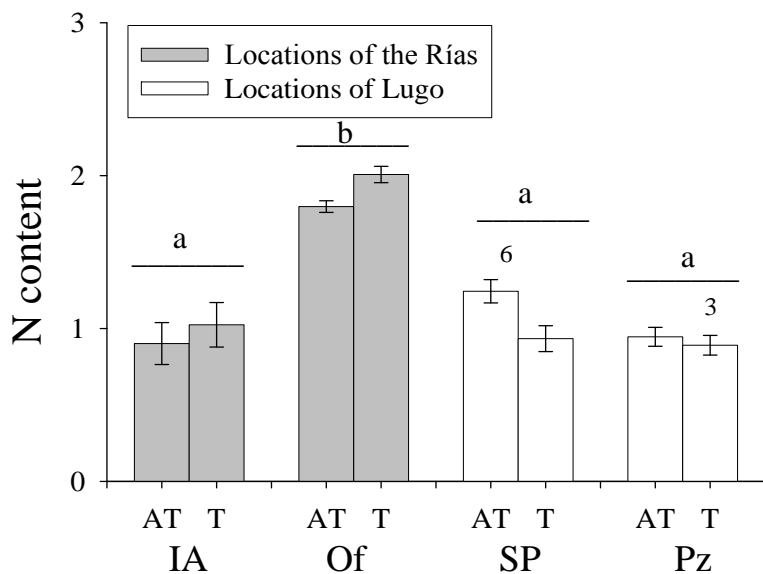 3
Locations of the Rías
Locations of Lugo
b
2
a
a
6
a
3
1
0
N content
AT T AT T AT T AT T
IA Of SP Pz